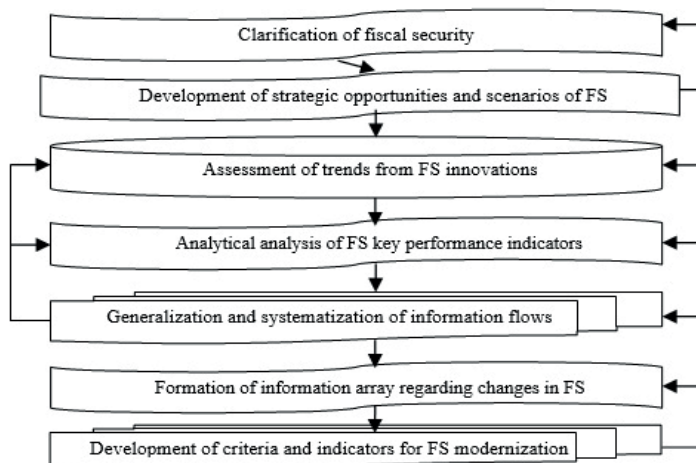 Clarification of fiscal security
Development of strategic opportunities and scenarios of FS
Assessment of trends from FS innovations
Analytical analysis of FS key performance indicators
Generalization and systematization of information flows
Formation of information array regarding changes in FS
Development of criteria and indicators for FS modernization